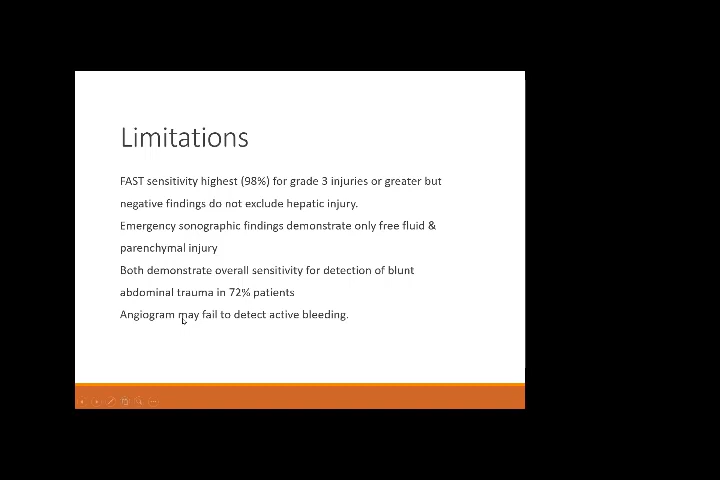 Limitations
FAST sensitivity highest (98%) for grade 3 injuries or greater but
negative findings do not exclude hepatic injury.
Emergency sonographic findings demonstrate only free fluid &
parenchymal injury
Both demonstrate overall sensitivity for detection of blunt
abdominal trauma in 72% patients
Angiogram may fail to detect active bleeding.